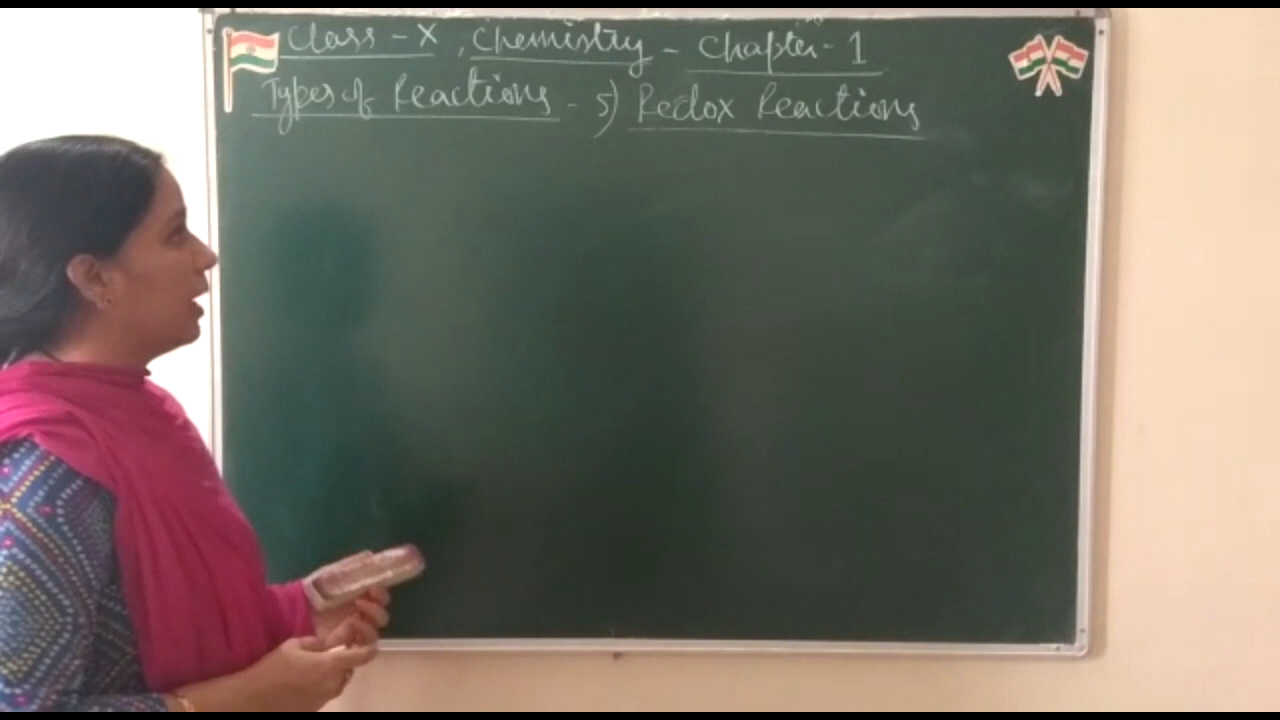 Class - X , Chemistry - Chapter - 1
Types of Reactions - 5) Redox Reactions